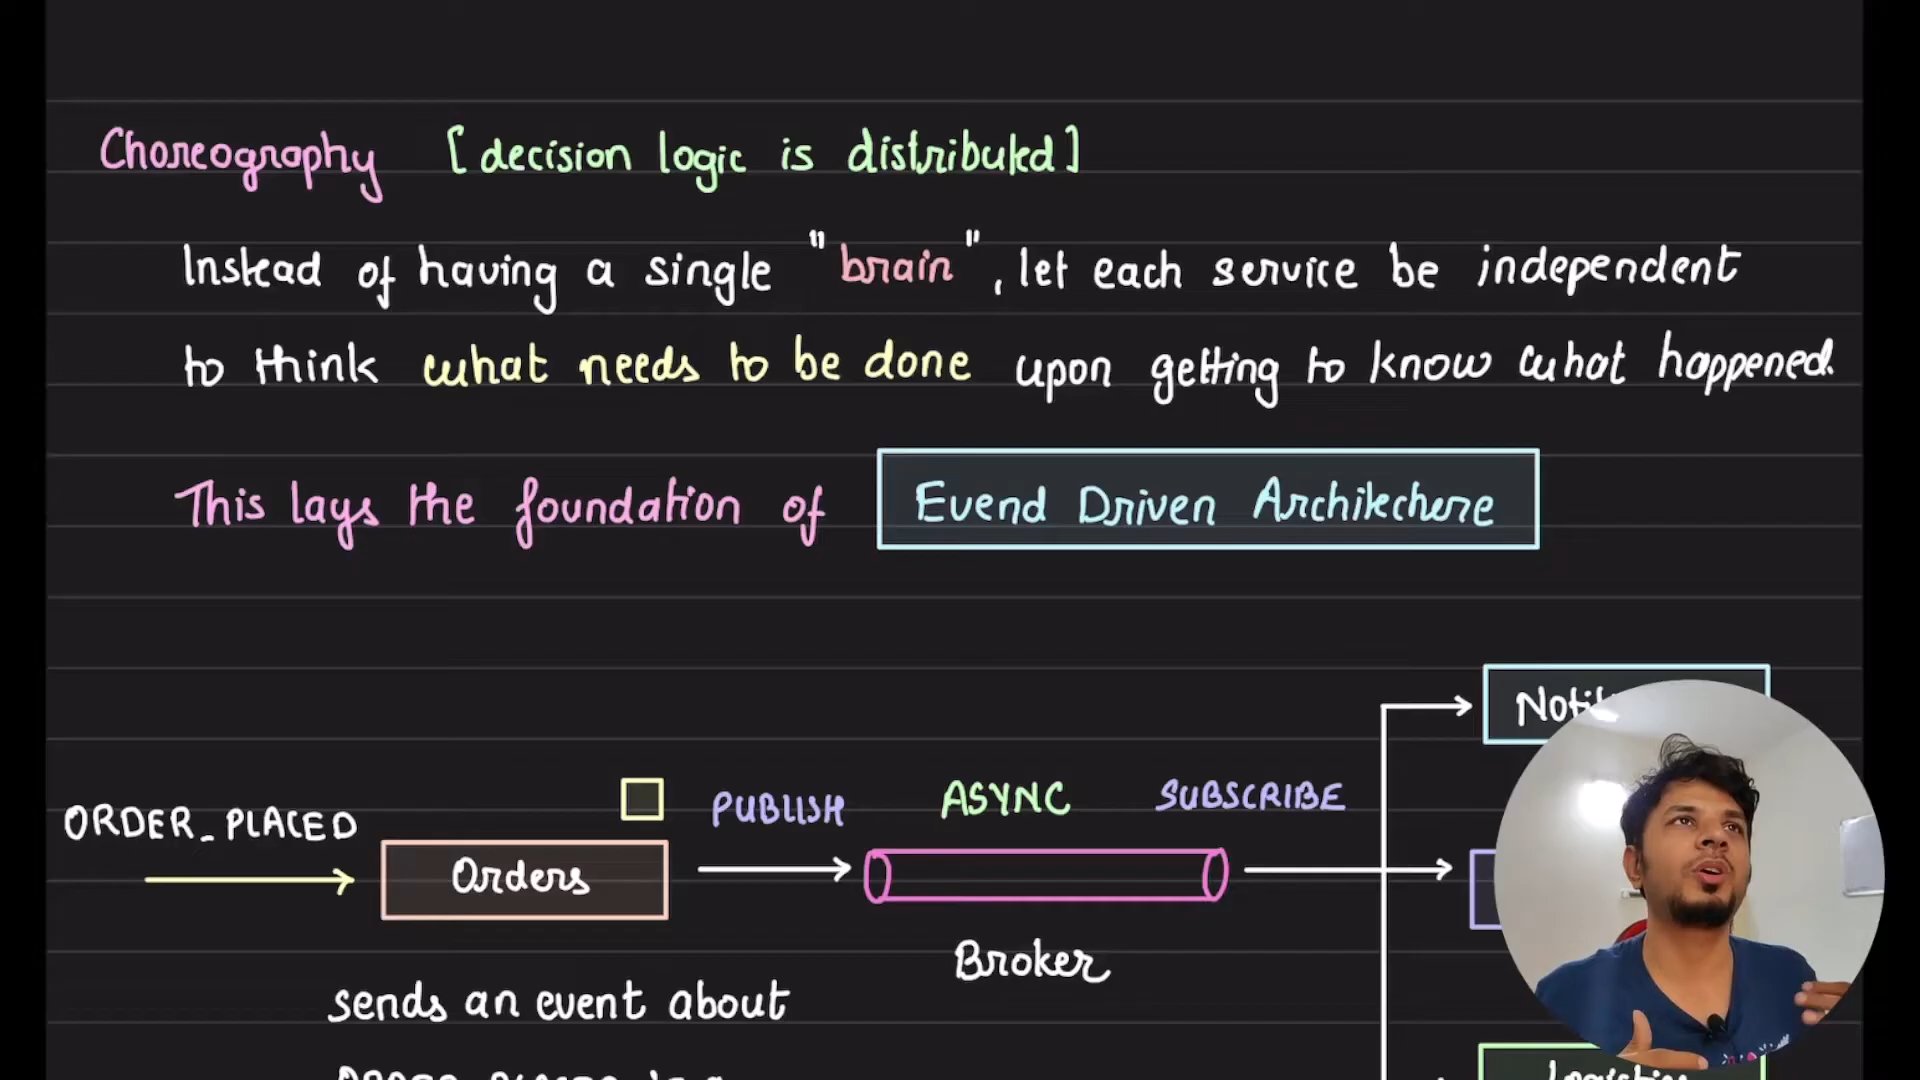 Choreography [decision logic is distributed]
Instead of having a single "brain", let each service be independent
to think what needs to be done upon getting to know what happened.
This lays the foundation of Evend Driven Architecture
ORDER_PLACED
Orders
PUBLISH
ASYNC
SUBSCRIBE
Broker
sends an event about